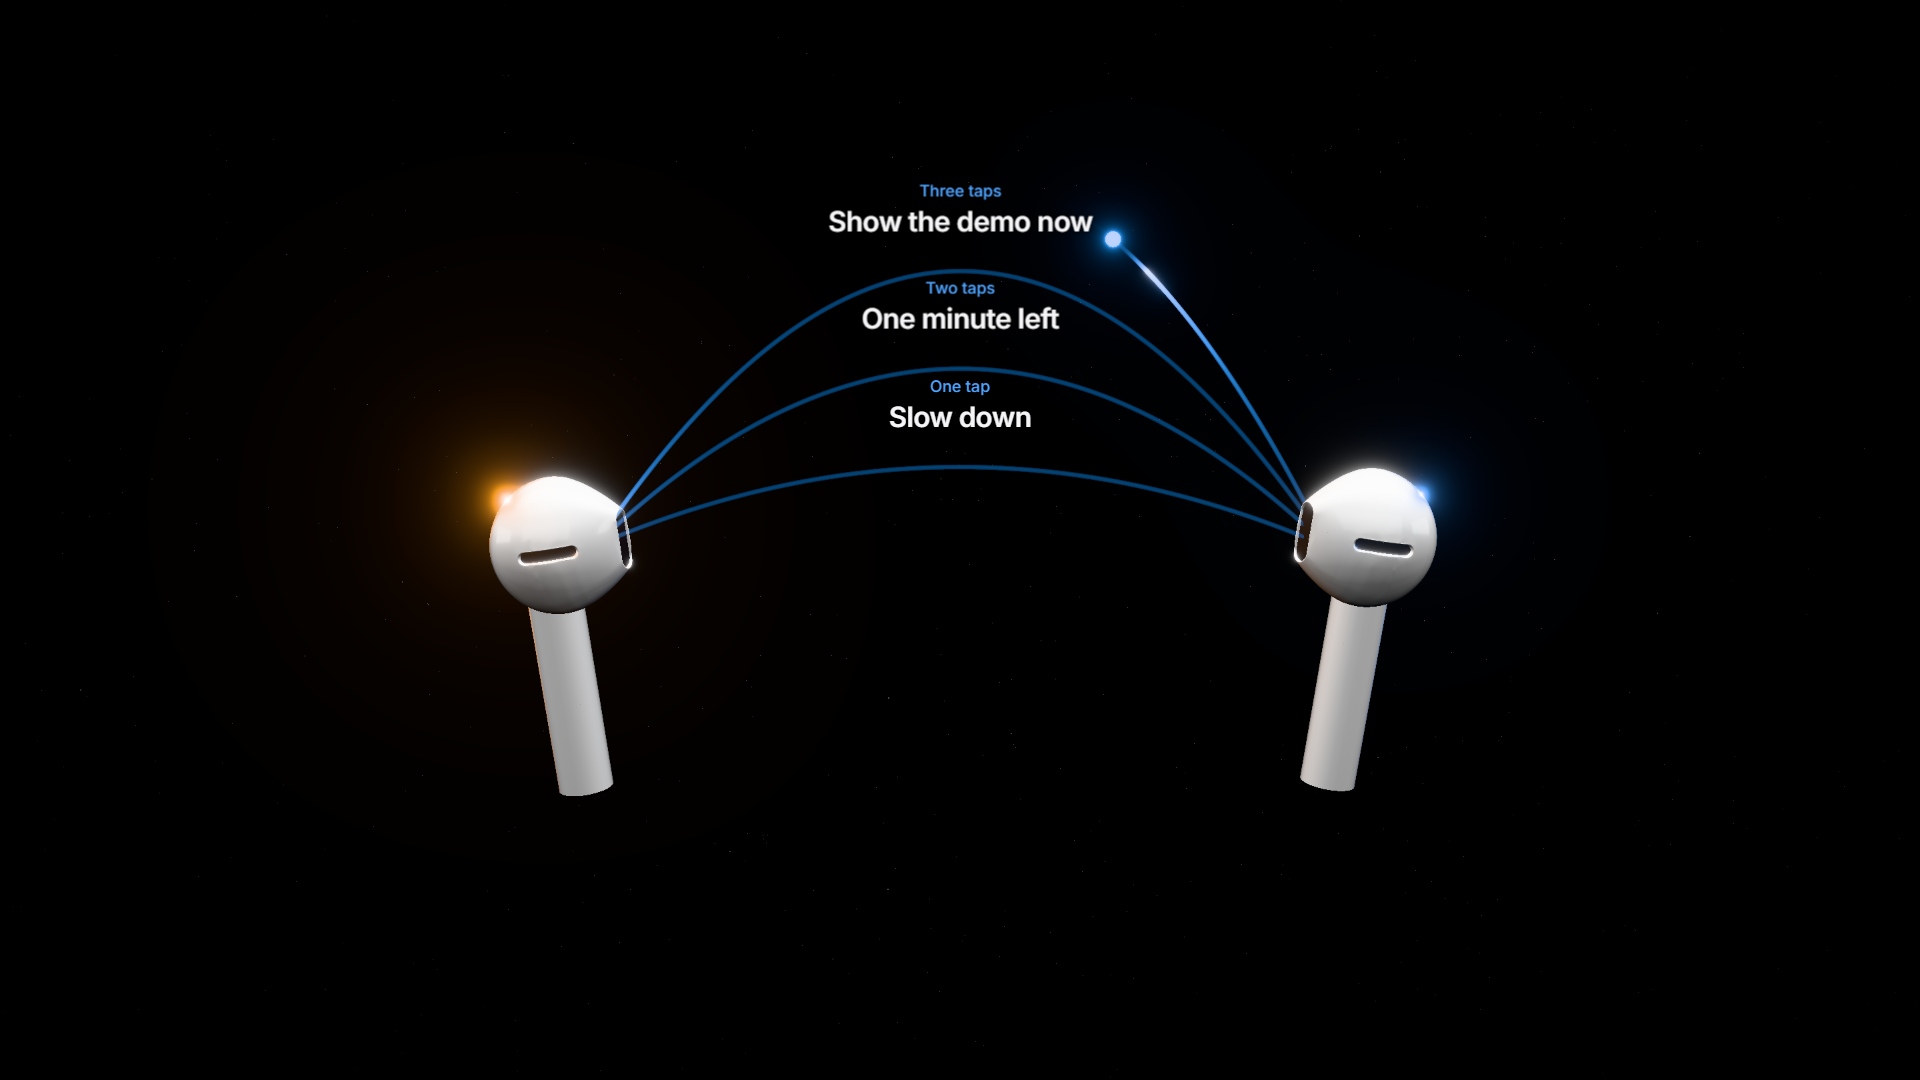 Three taps
Show the demo now
Two taps
One minute left
One tap
Slow down